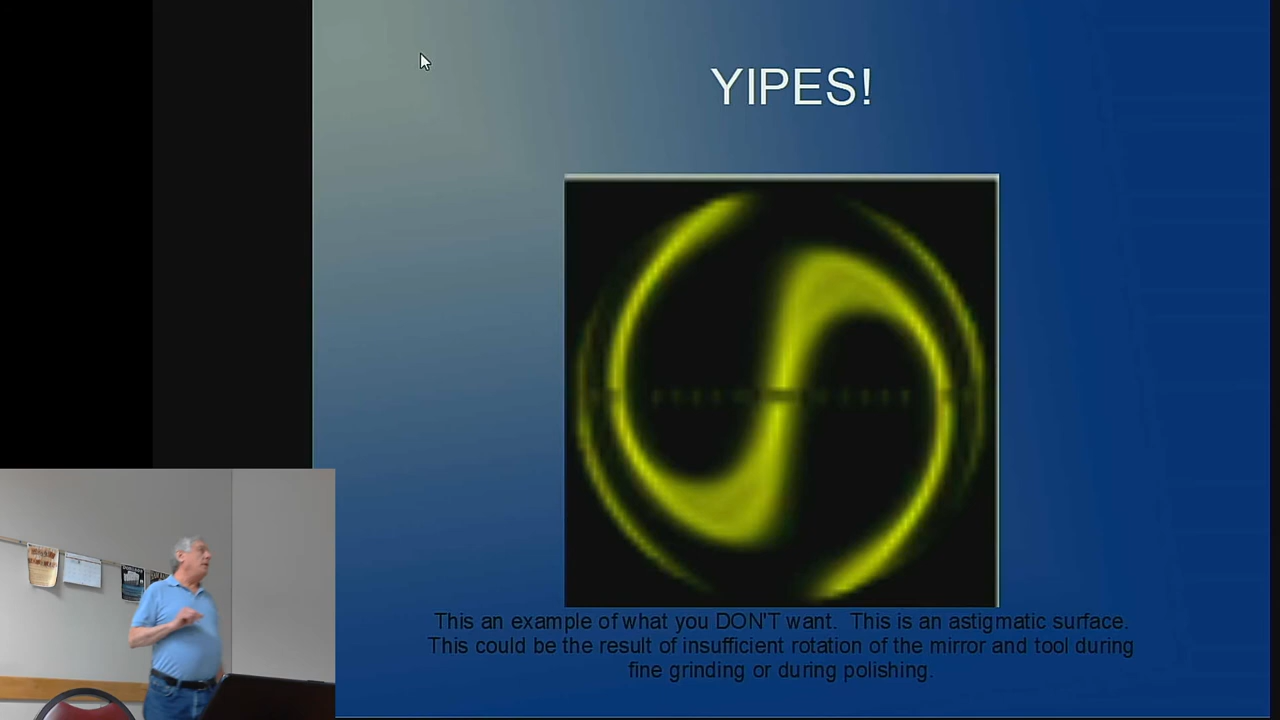 YIPES!
This an example of what you DON'T want. This is an astigmatic surface.
This could be the result of insufficient rotation of the mirror and tool during
fine grinding or during polishing.